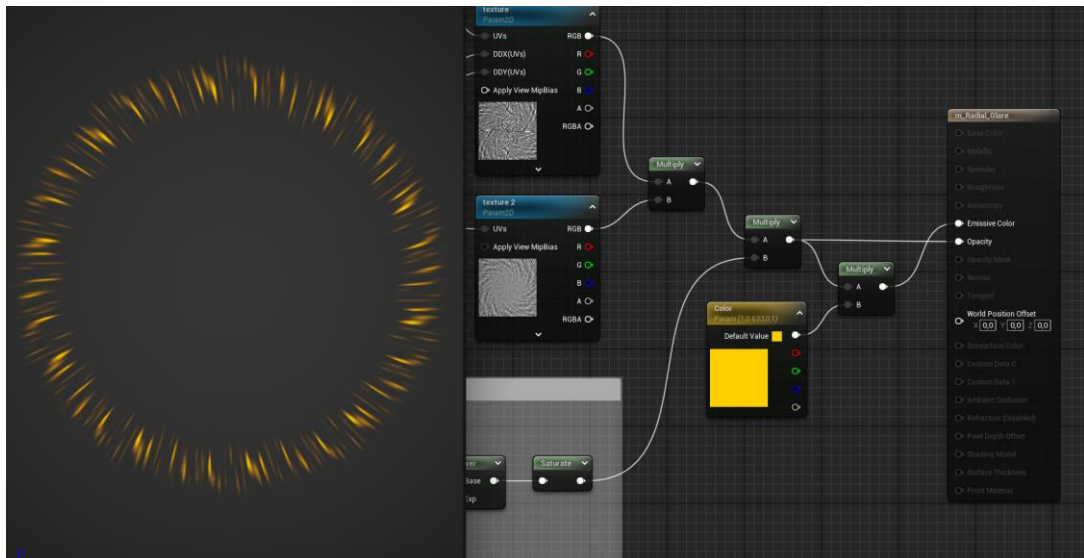 texture
Param2D
UVs RGB
DDX(UVs) R
DDY(UVs) G
Apply View MipBias B
A
RGBA
texture 2
Param2D
UVs RGB
Apply View MipBias R
G
B
A
RGBA
Multiply
A
B
Multiply
A
B
Multiply
A
B
Color
Param (1,0.633,0,1)
Default Value
Base
Exp
Saturate
m_Radial_Glare
Base Color
Metallic
Specular
Roughness
Anisotropy
Emissive Color
Opacity
Opacity Mask
Normal
Tangent
World Position Offset
X 0,0 Y 0,0 Z 0,0
Subsurface Color
Custom Data 0
Custom Data 1
Ambient Occlusion
Refraction (Disabled)
Pixel Depth Offset
Shading Model
Surface Thickness
Front Material